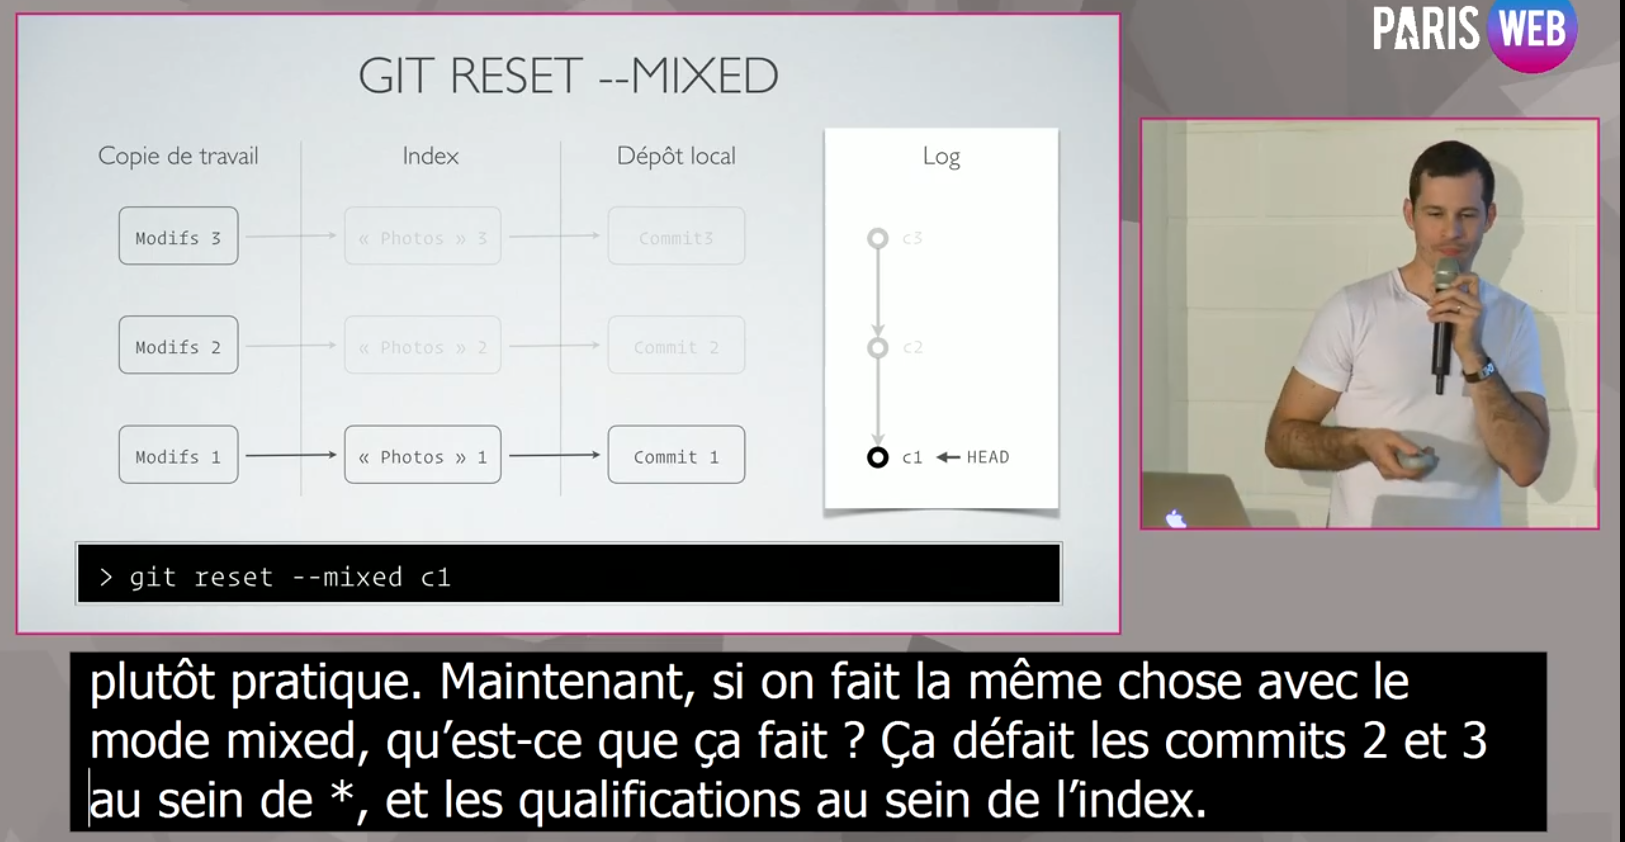 PARIS WEB
GIT RESET --MIXED
Copie de travail
Index
Dépôt local
Log
Modifs 3
« Photos » 3
Commit3
c3
Modifs 2
« Photos » 2
Commit 2
c2
Modifs 1
« Photos » 1
Commit 1
c1
HEAD
> git reset --mixed c1
plutôt pratique. Maintenant, si on fait la même chose avec le
mode mixed, qu’est-ce que ça fait ? Ça défait les commits 2 et 3
au sein de *, et les qualifications au sein de l’index.